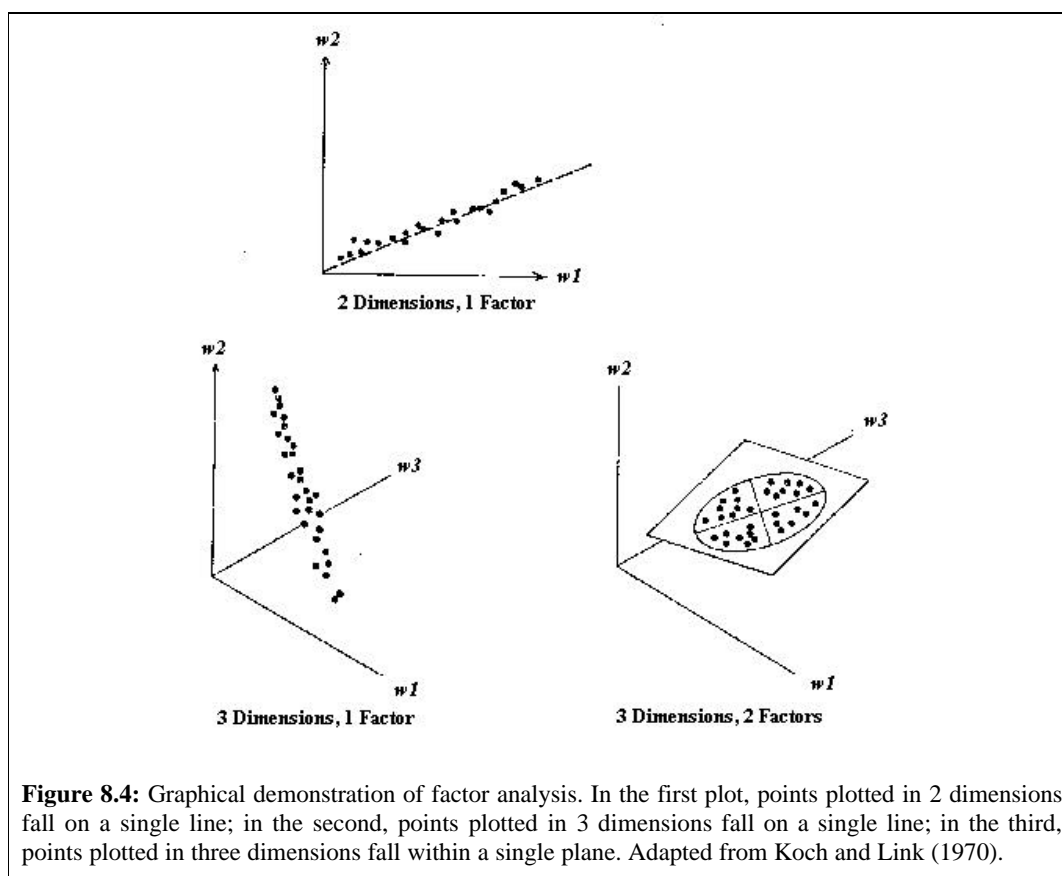 w2
w1
2 Dimensions, 1 Factor
w2
w3
w1
3 Dimensions, 1 Factor
w2
w3
w1
3 Dimensions, 2 Factors
Figure 8.4: Graphical demonstration of factor analysis. In the first plot, points plotted in 2 dimensions
fall on a single line; in the second, points plotted in 3 dimensions fall on a single line; in the third,
points plotted in three dimensions fall within a single plane. Adapted from Koch and Link (1970).